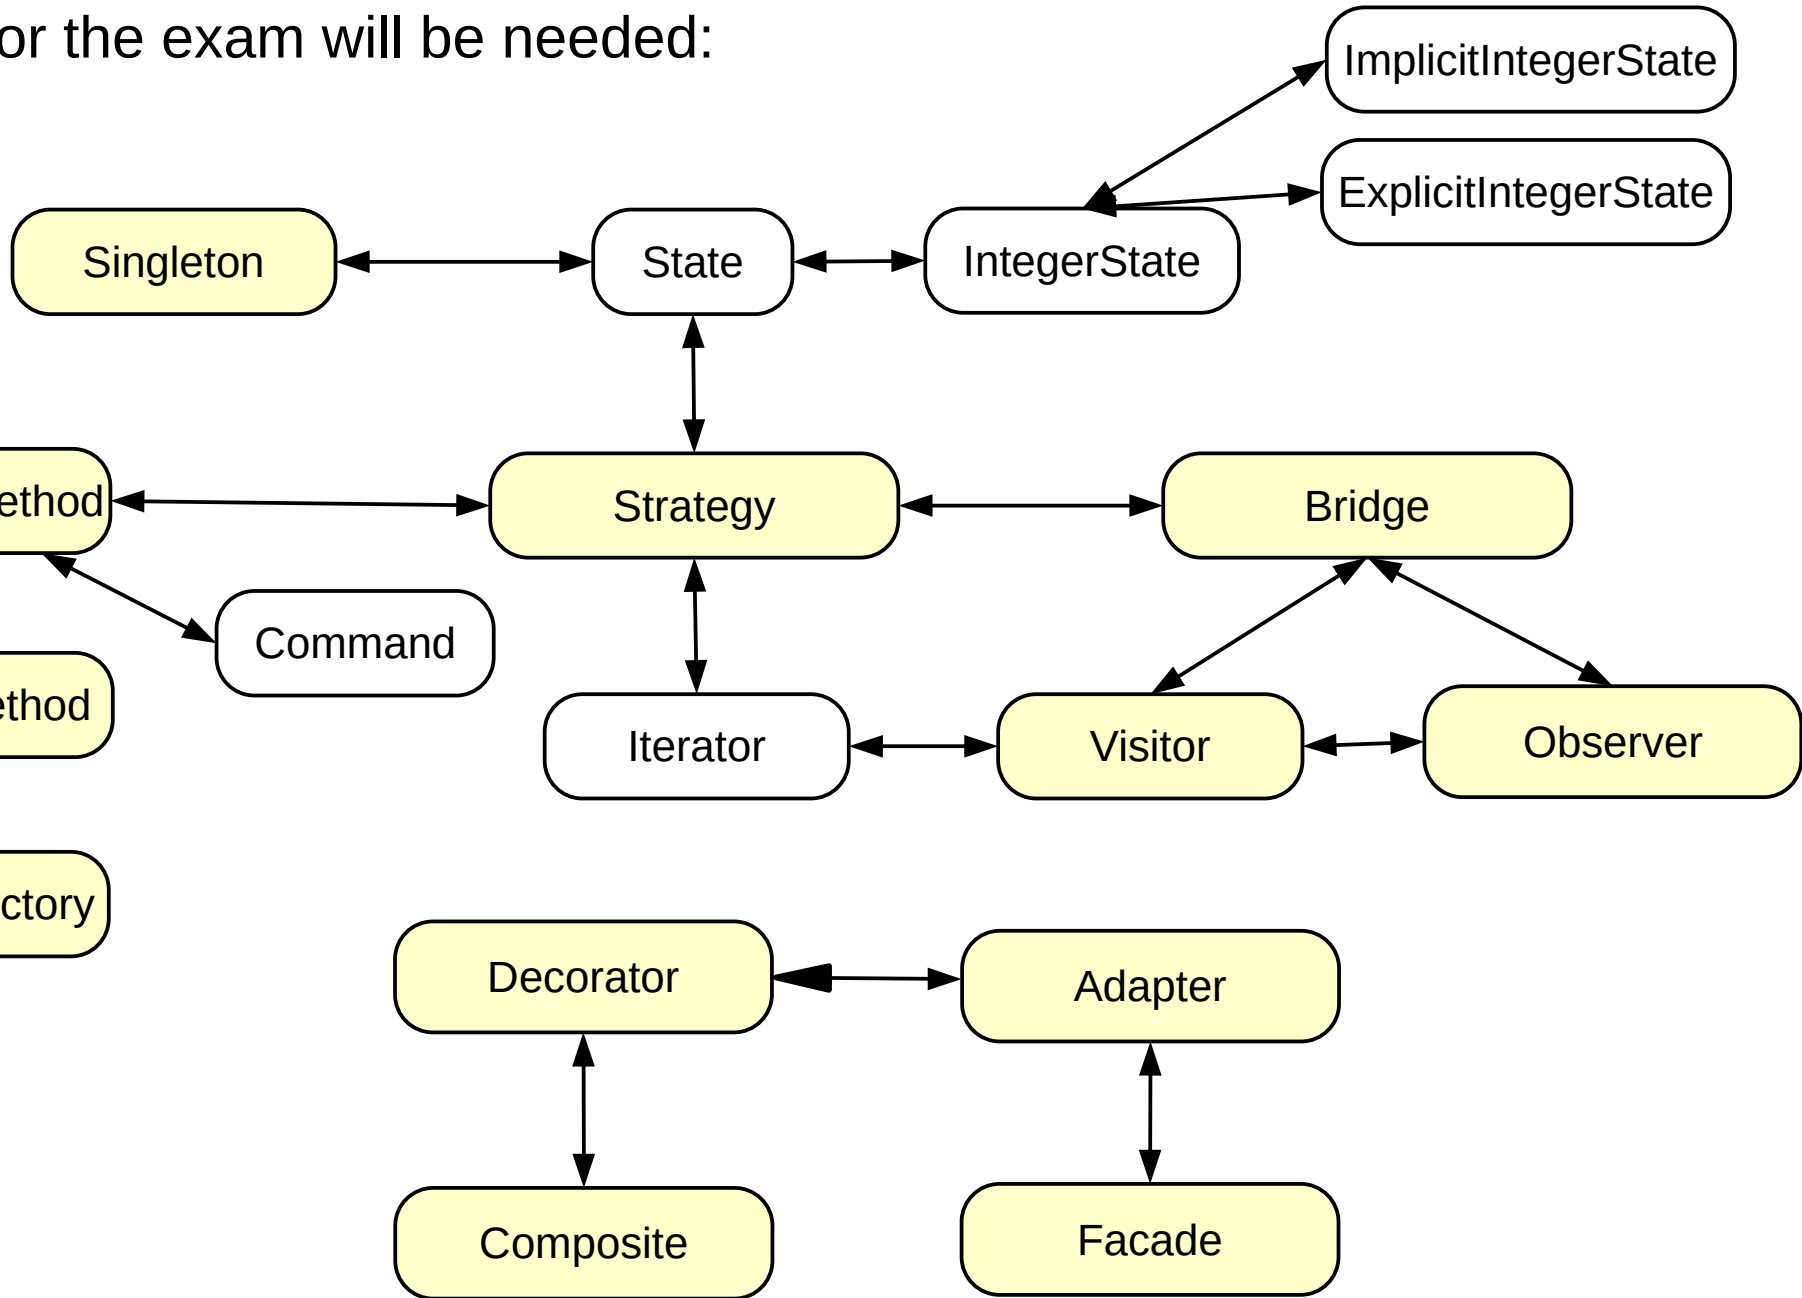 or the exam will be needed:
ImplicitIntegerState
ExplicitIntegerState
Singleton
State
IntegerState
ethod
Strategy
Bridge
Command
ethod
Iterator
Visitor
Observer
ctory
Decorator
Adapter
Composite
Facade